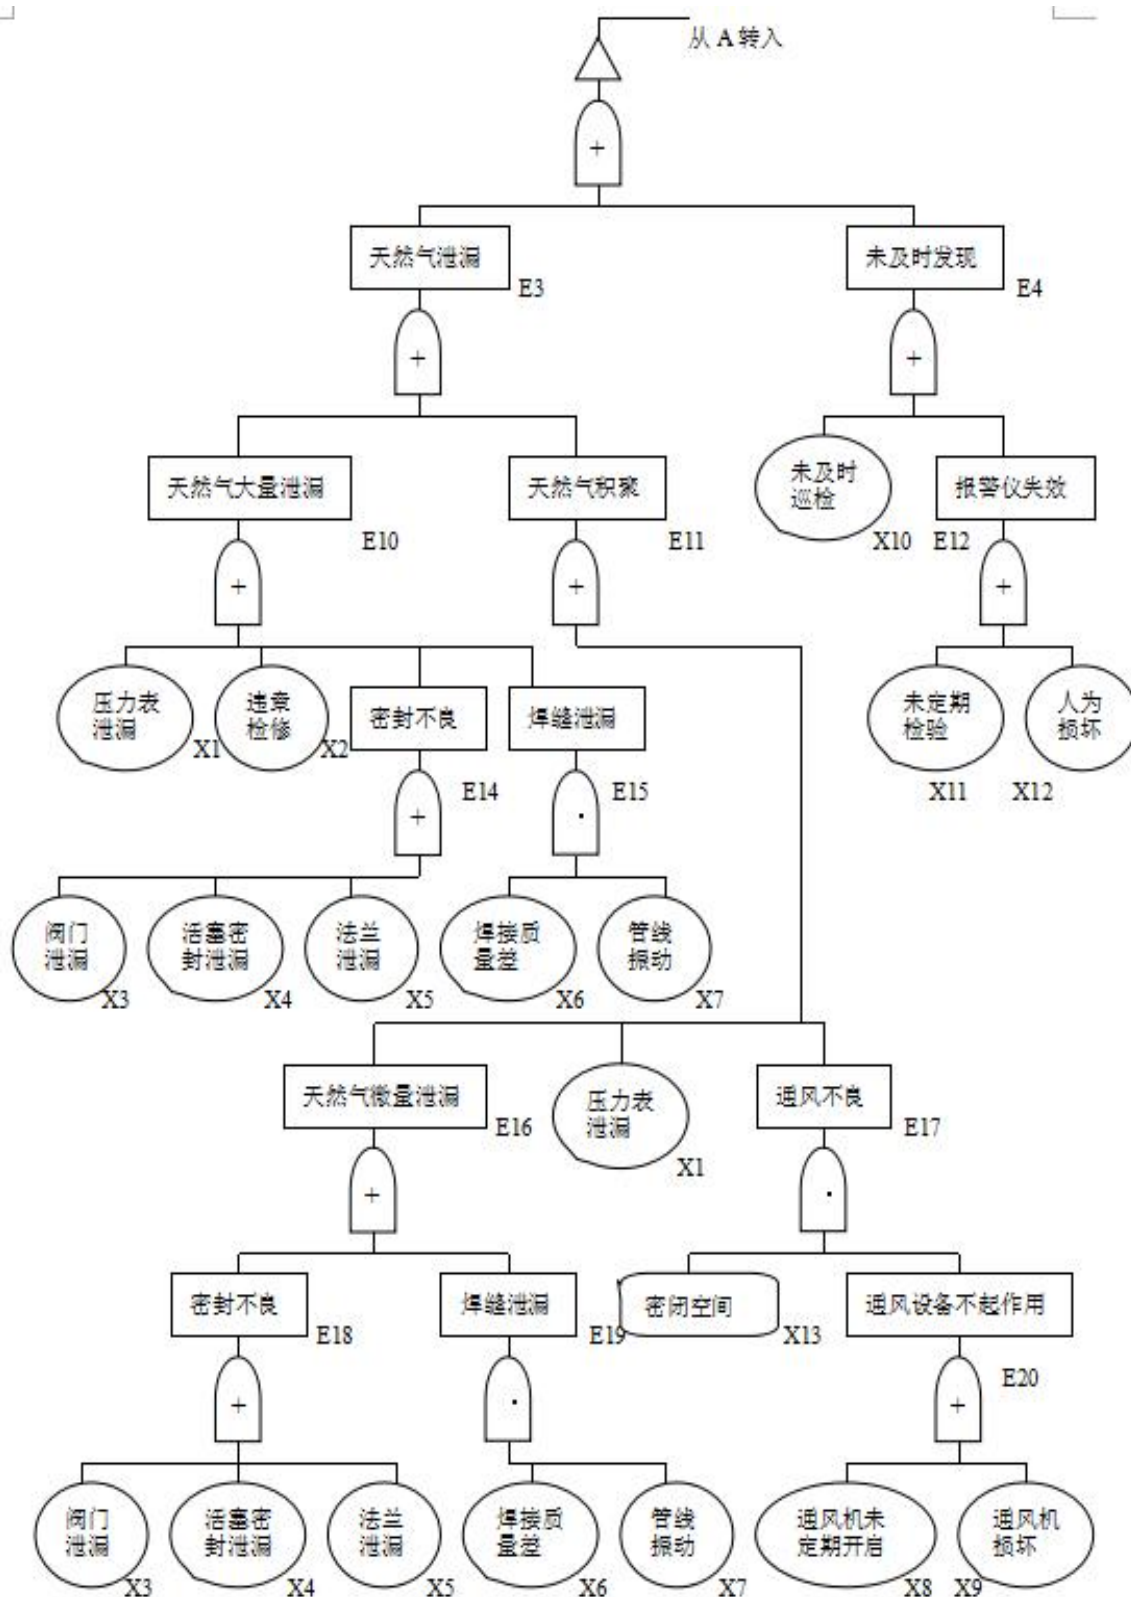 从 A 转入
+
天然气泄漏
E3
未及时发现
E4
+
+
天然气大量泄漏
E10
天然气积聚
E11
未及时
巡检
X10
报警仪失效
E12
+
+
+
压力表
泄漏
X1
违章
检修
X2
密封不良
E14
焊缝泄漏
E15
未定期
检验
X11
人为
损坏
X12
+
·
阀门
泄漏
X3
活塞密
封泄漏
X4
法兰
泄漏
X5
焊接质
量差
X6
管线
振动
X7
天然气微量泄漏
E16
压力表
泄漏
X1
通风不良
E17
+
·
密封不良
E18
焊缝泄漏
E19
密闭空间
X13
通风设备不起作用
E20
+
·
+
阀门
泄漏
X3
活塞密
封泄漏
X4
法兰
泄漏
X5
焊接质
量差
X6
管线
振动
X7
通风机未
定期开启
X8
通风机
损坏
X9